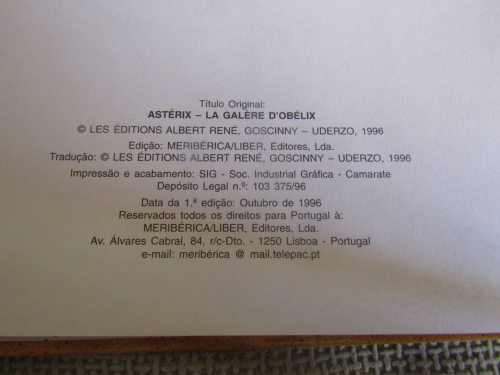 Título Original:
ASTÉRIX – LA GALÈRE D'OBÉLIX
© LES ÉDITIONS ALBERT RENÉ, GOSCINNY – UDERZO, 1996
Edição: MERIBÉRICA/LIBER, Editores, Lda.
Tradução: © LES ÉDITIONS ALBERT RENÉ, GOSCINNY – UDERZO, 1996
Impressão e acabamento: SIG - Soc. Industrial Gráfica - Camarate
Depósito Legal n.º: 103 375/96
Data da 1.ª edição: Outubro de 1996
Reservados todos os direitos para Portugal à:
MERIBÉRICA/LIBER, Editores, Lda.
Av. Álvares Cabral, 84, r/c-Dto. - 1250 Lisboa - Portugal
e-mail: meribérica @ mail.telepac.pt